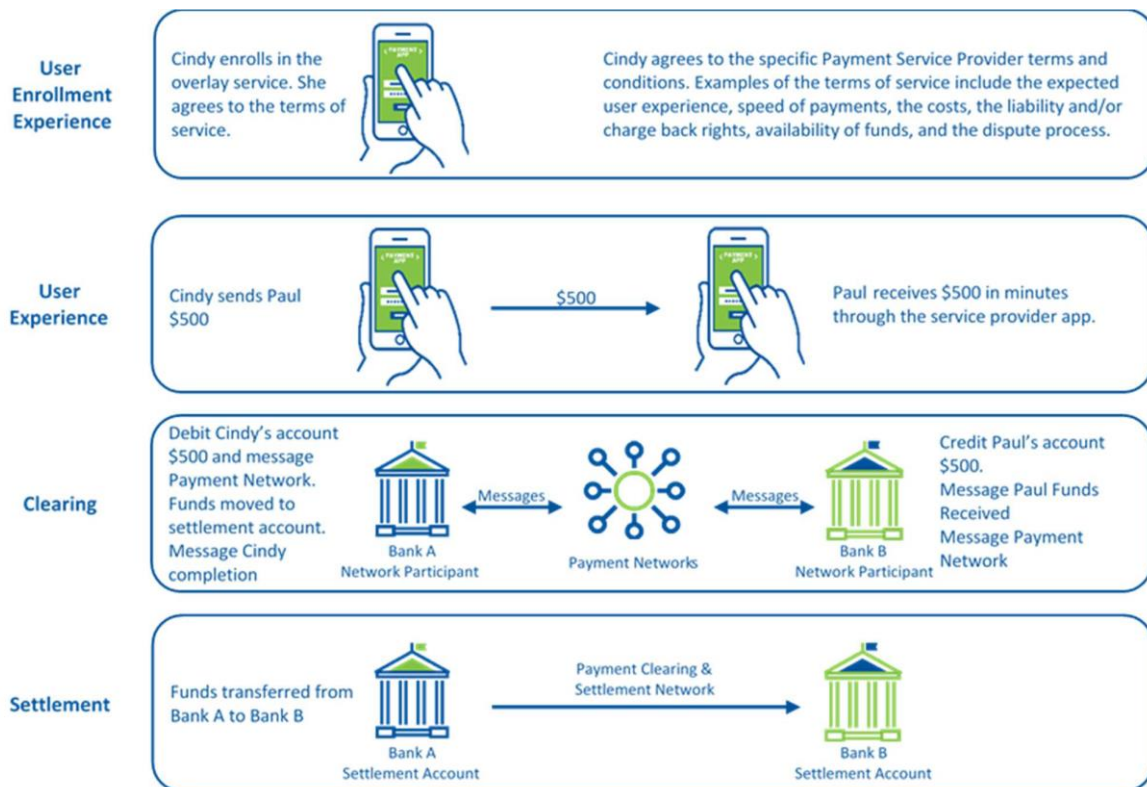 User
Enrollment
Experience
Cindy enrolls in the
overlay service. She
agrees to the terms of
service.
PAYMENT
APP
Cindy agrees to the specific Payment Service Provider terms and
conditions. Examples of the terms of service include the expected
user experience, speed of payments, the costs, the liability and/or
charge back rights, availability of funds, and the dispute process.
User
Experience
Cindy sends Paul
$500
PAYMENT
APP
$500
PAYMENT
APP
Paul receives $500 in minutes
through the service provider app.
Clearing
Debit Cindy's account
$500 and message
Payment Network.
Funds moved to
settlement account.
Message Cindy
completion
Bank A
Network Participant
Messages
Payment Networks
Messages
Bank B
Network Participant
Credit Paul's account
$500.
Message Paul Funds
Received
Message Payment
Network
Settlement
Funds transferred from
Bank A to Bank B
Bank A
Settlement Account
Payment Clearing &
Settlement Network
Bank B
Settlement Account